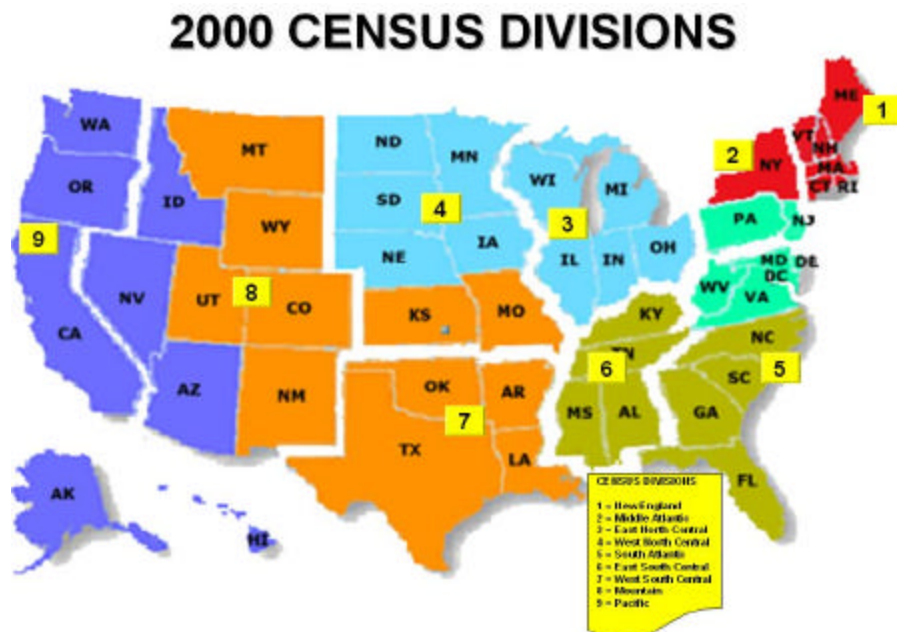 2000 CENSUS DIVISIONS
ME
1
WA
MT
ND
MN
VT
NH
2
NY
MA
OR
ID
WI
MI
CT RI
SD
4
3
PA
NJ
9
WY
IA
OH
NE
IL
IN
MD
DE
DC
NV
UT
8
CO
WV
VA
KS
MO
KY
CA
NC
TN
6
5
AZ
NM
OK
AR
SC
7
MS
AL
GA
TX
LA
FL
AK
HI
CENSUS DIVISIONS
1 = New England
2 = Middle Atlantic
3 = East North Central
4 = West North Central
5 = South Atlantic
6 = East South Central
7 = West South Central
8 = Mountain
9 = Pacific